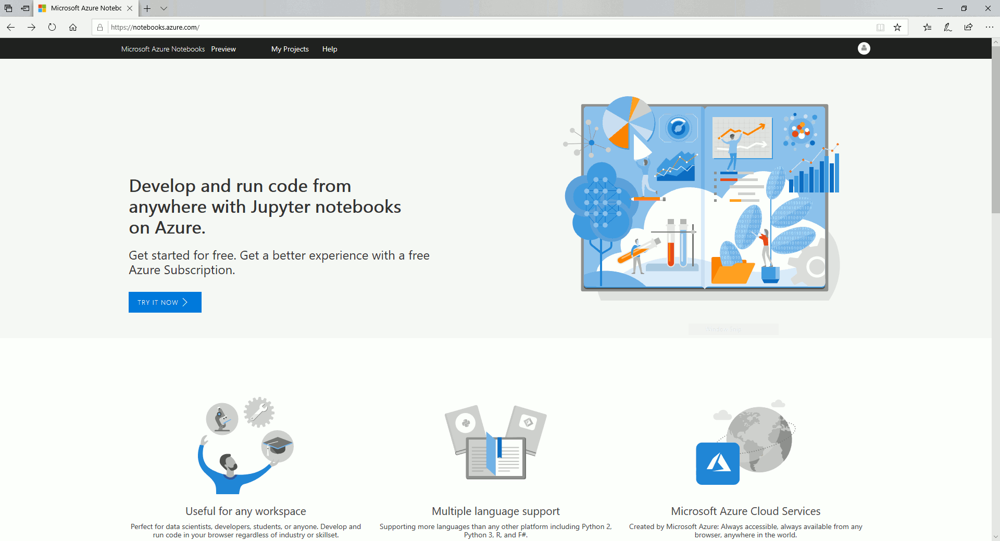 Microsoft Azure Notebo
https://notebooks.azure.com/
Microsoft Azure Notebooks Preview My Projects Help
Develop and run code from
anywhere with Jupyter notebooks
on Azure.
Get started for free. Get a better experience with a free
Azure Subscription.
TRY IT NOW
Window Snip
Useful for any workspace
Perfect for data scientists, developers, students, or anyone. Develop and
run code in your browser regardless of industry or skillset.
Multiple language support
Supporting more languages than any other platform including Python 2,
Python 3, R, and F#.
Microsoft Azure Cloud Services
Created by Microsoft Azure: Always accessible, always available from any
browser, anywhere in the world.